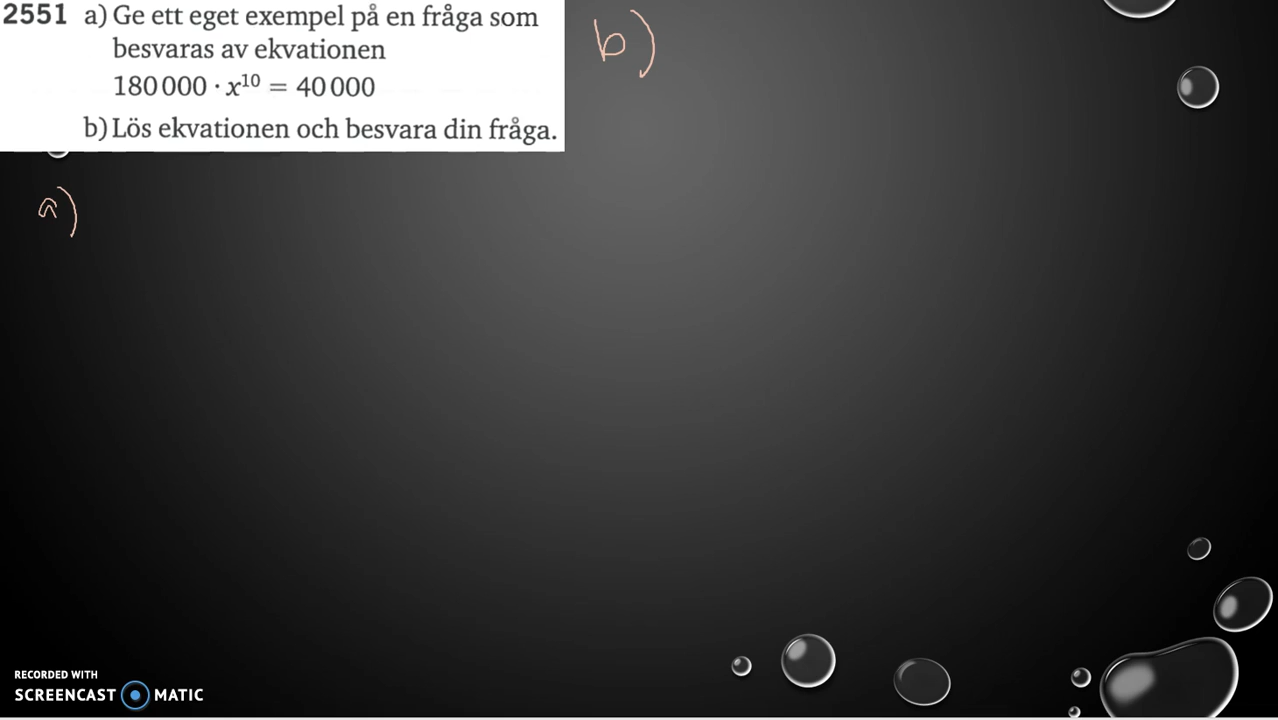 2551 a) Ge ett eget exempel på en fråga som
besvaras av ekvationen
180 000 · x¹⁰ = 40 000
b) Lös ekvationen och besvara din fråga.
b)
a)
RECORDED WITH
SCREENCAST MATIC